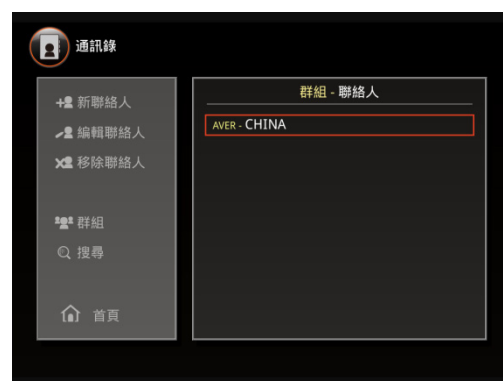 通訊錄
新聯絡人
編輯聯絡人
移除聯絡人
群組
搜尋
首頁
群組 - 聯絡人
AVER - CHINA